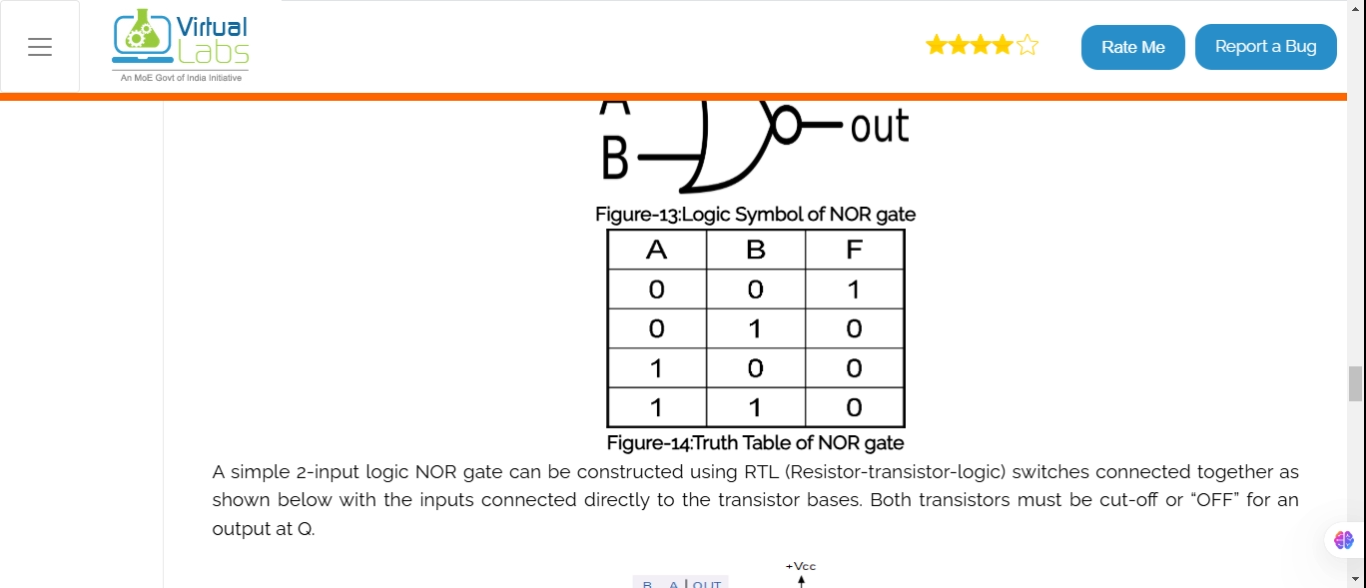 Virtual
Labs
An MoE Govt of India Initiative
Rate Me
Report a Bug
A
B
out
Figure-13:Logic Symbol of NOR gate
A B F
0 0 1
0 1 0
1 0 0
1 1 0
Figure-14:Truth Table of NOR gate
A simple 2-input logic NOR gate can be constructed using RTL (Resistor-transistor-logic) switches connected together as
shown below with the inputs connected directly to the transistor bases. Both transistors must be cut-off or “OFF” for an
output at Q.
+Vcc
B A OUT